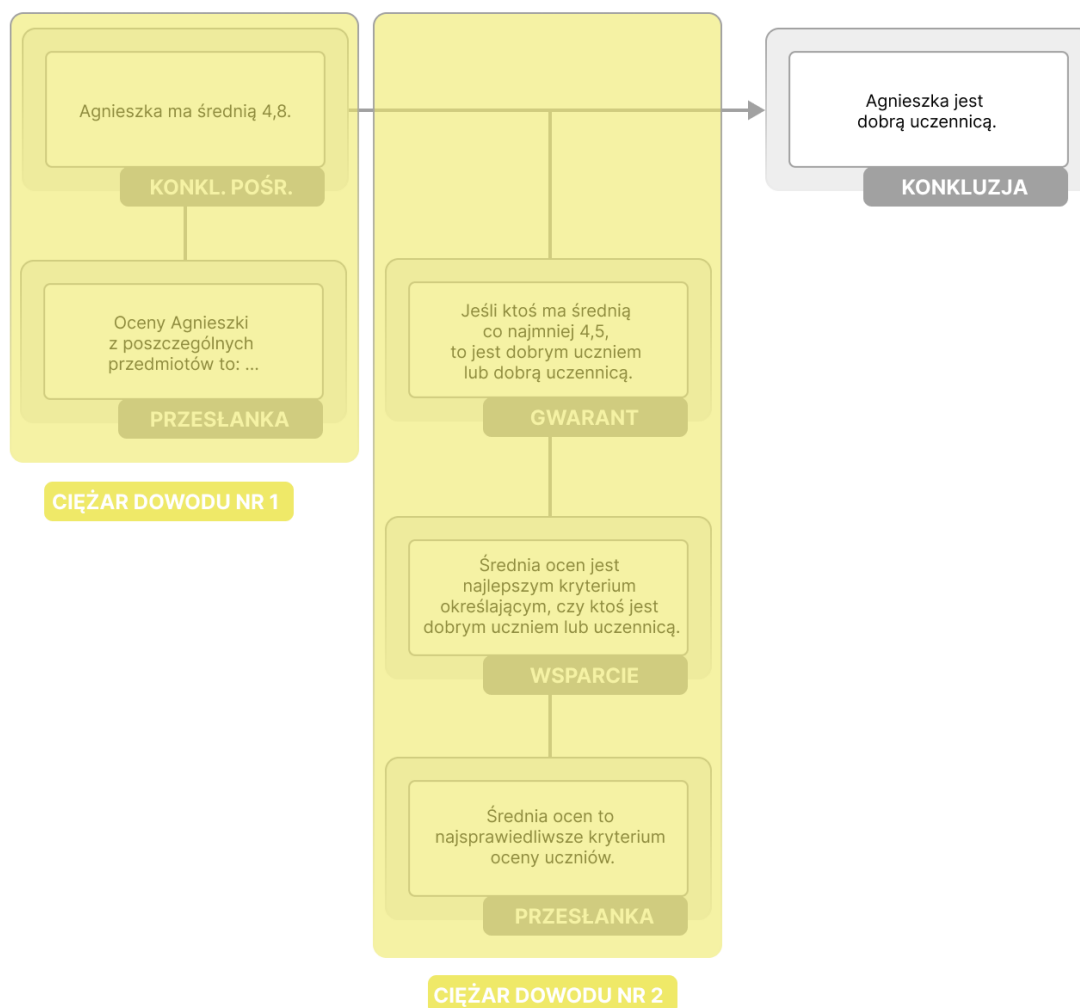 Agnieszka ma średnią 4,8.
KONKL. POŚR.
Oceny Agnieszki
z poszczególnych
przedmiotów to: ...
PRZESŁANKA
CIĘŻAR DOWODU NR 1
Jeśli ktoś ma średnią
co najmniej 4,5,
to jest dobrym uczniem
lub dobrą uczennicą.
GWARANT
Średnia ocen jest
najlepszym kryterium
określającym, czy ktoś jest
dobrym uczniem lub uczennicą.
WSPARCIE
Średnia ocen to
najsprawiedliwsze kryterium
oceny uczniów.
PRZESŁANKA
CIĘŻAR DOWODU NR 2
Agnieszka jest
dobrą uczennicą.
KONKLUZJA